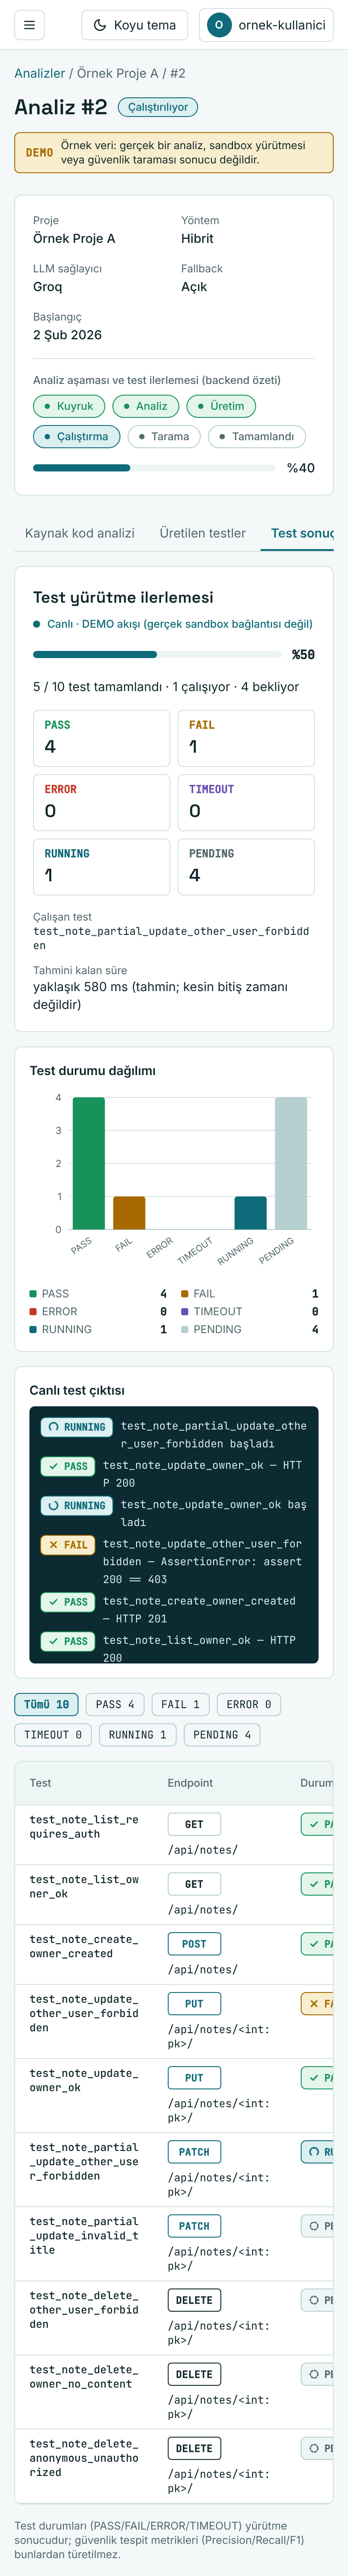 Koyu tema
O ornek-kullanici
Analizler / Örnek Proje A / #2
Analiz #2 Çalıştırılıyor
DEMO Örnek veri: gerçek bir analiz, sandbox yürütmesi
veya güvenlik taraması sonucu değildir.
Proje Yöntem
Örnek Proje A Hibrit
LLM sağlayıcı Fallback
Groq Açık
Başlangıç
2 Şub 2026
Analiz aşaması ve test ilerlemesi (backend özeti)
Kuyruk Analiz Üretim
Çalıştırma Tarama Tamamlandı
%40
Kaynak kod analizi Üretilen testler Test sonuç
Test yürütme ilerlemesi
Canlı · DEMO akışı (gerçek sandbox bağlantısı değil)
%50
5 / 10 test tamamlandı · 1 çalışıyor · 4 bekliyor
PASS FAIL
4 1
ERROR TIMEOUT
0 0
RUNNING PENDING
1 4
Çalışan test
test_note_partial_update_other_user_forbidd
en
Tahmini kalan süre
yaklaşık 580 ms (tahmin; kesin bitiş zamanı
değildir)
Test durumu dağılımı
4
3
2
1
0
PASS FAIL ERROR TIMEOUT RUNNING PENDING
PASS 4 FAIL 1
ERROR 0 TIMEOUT 0
RUNNING 1 PENDING 4
Canlı test çıktısı
RUNNING test_note_partial_update_othe
r_user_forbidden başladı
PASS test_note_update_owner_ok — HTT
P 200
RUNNING test_note_update_owner_ok baş
ladı
FAIL test_note_update_other_user_for
bidden — AssertionError: assert
200 == 403
PASS test_note_create_owner_created
— HTTP 201
PASS test_note_list_owner_ok — HTTP
200
Tümü 10 PASS 4 FAIL 1 ERROR 0
TIMEOUT 0 RUNNING 1 PENDING 4
Test Endpoint Durum
test_note_list_re
quires_auth
GET
/api/notes/
PA
test_note_list_ow
ner_ok
GET
/api/notes/
PA
test_note_create_
owner_created
POST
/api/notes/
PA
test_note_update_
other_user_forbid
den
PUT
/api/notes/<int:
pk>/
FA
test_note_update_
owner_ok
PUT
/api/notes/<int:
pk>/
PA
test_note_partial
_update_other_use
r_forbidden
PATCH
/api/notes/<int:
pk>/
RU
test_note_partial
_update_invalid_t
itle
PATCH
/api/notes/<int:
pk>/
PE
test_note_delete_
other_user_forbid
den
DELETE
/api/notes/<int:
pk>/
PE
test_note_delete_
owner_no_content
DELETE
/api/notes/<int:
pk>/
PE
test_note_delete_
anonymous_unautho
rized
DELETE
/api/notes/<int:
pk>/
PE
Test durumları (PASS/FAIL/ERROR/TIMEOUT) yürütme
sonucudur; güvenlik tespit metrikleri (Precision/Recall/F1)
bunlardan türetilmez.